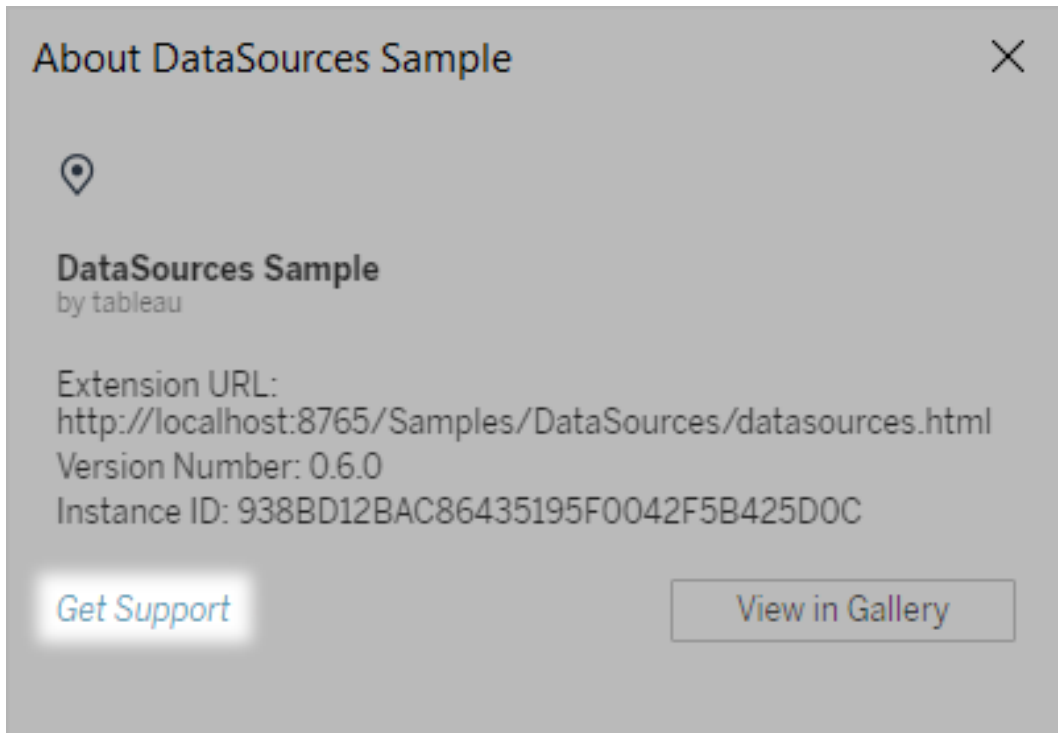 About DataSources Sample
DataSources Sample
by tableau
Extension URL:
http://localhost:8765/Samples/DataSources/datasources.html
Version Number: 0.6.0
Instance ID: 938BD12BAC86435195F0042F5B425D0C
Get Support
View in Gallery